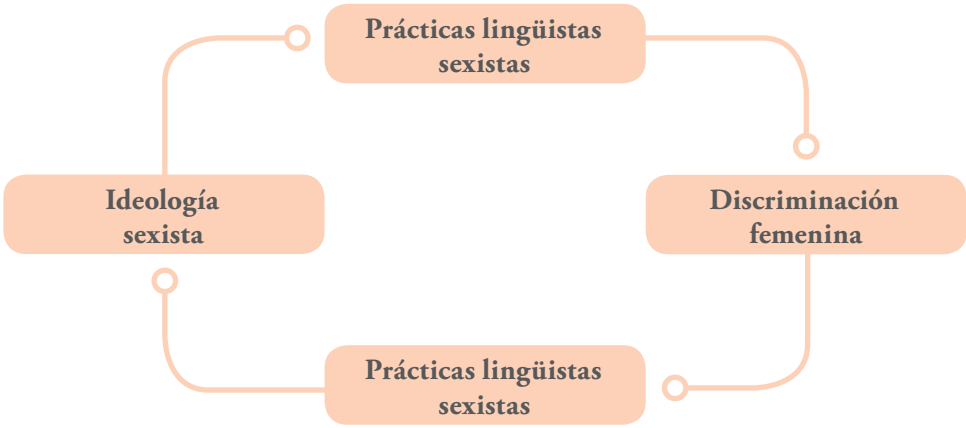 Prácticas lingüistas
sexistas
Ideología
sexista
Discriminación
femenina
Prácticas lingüistas
sexistas